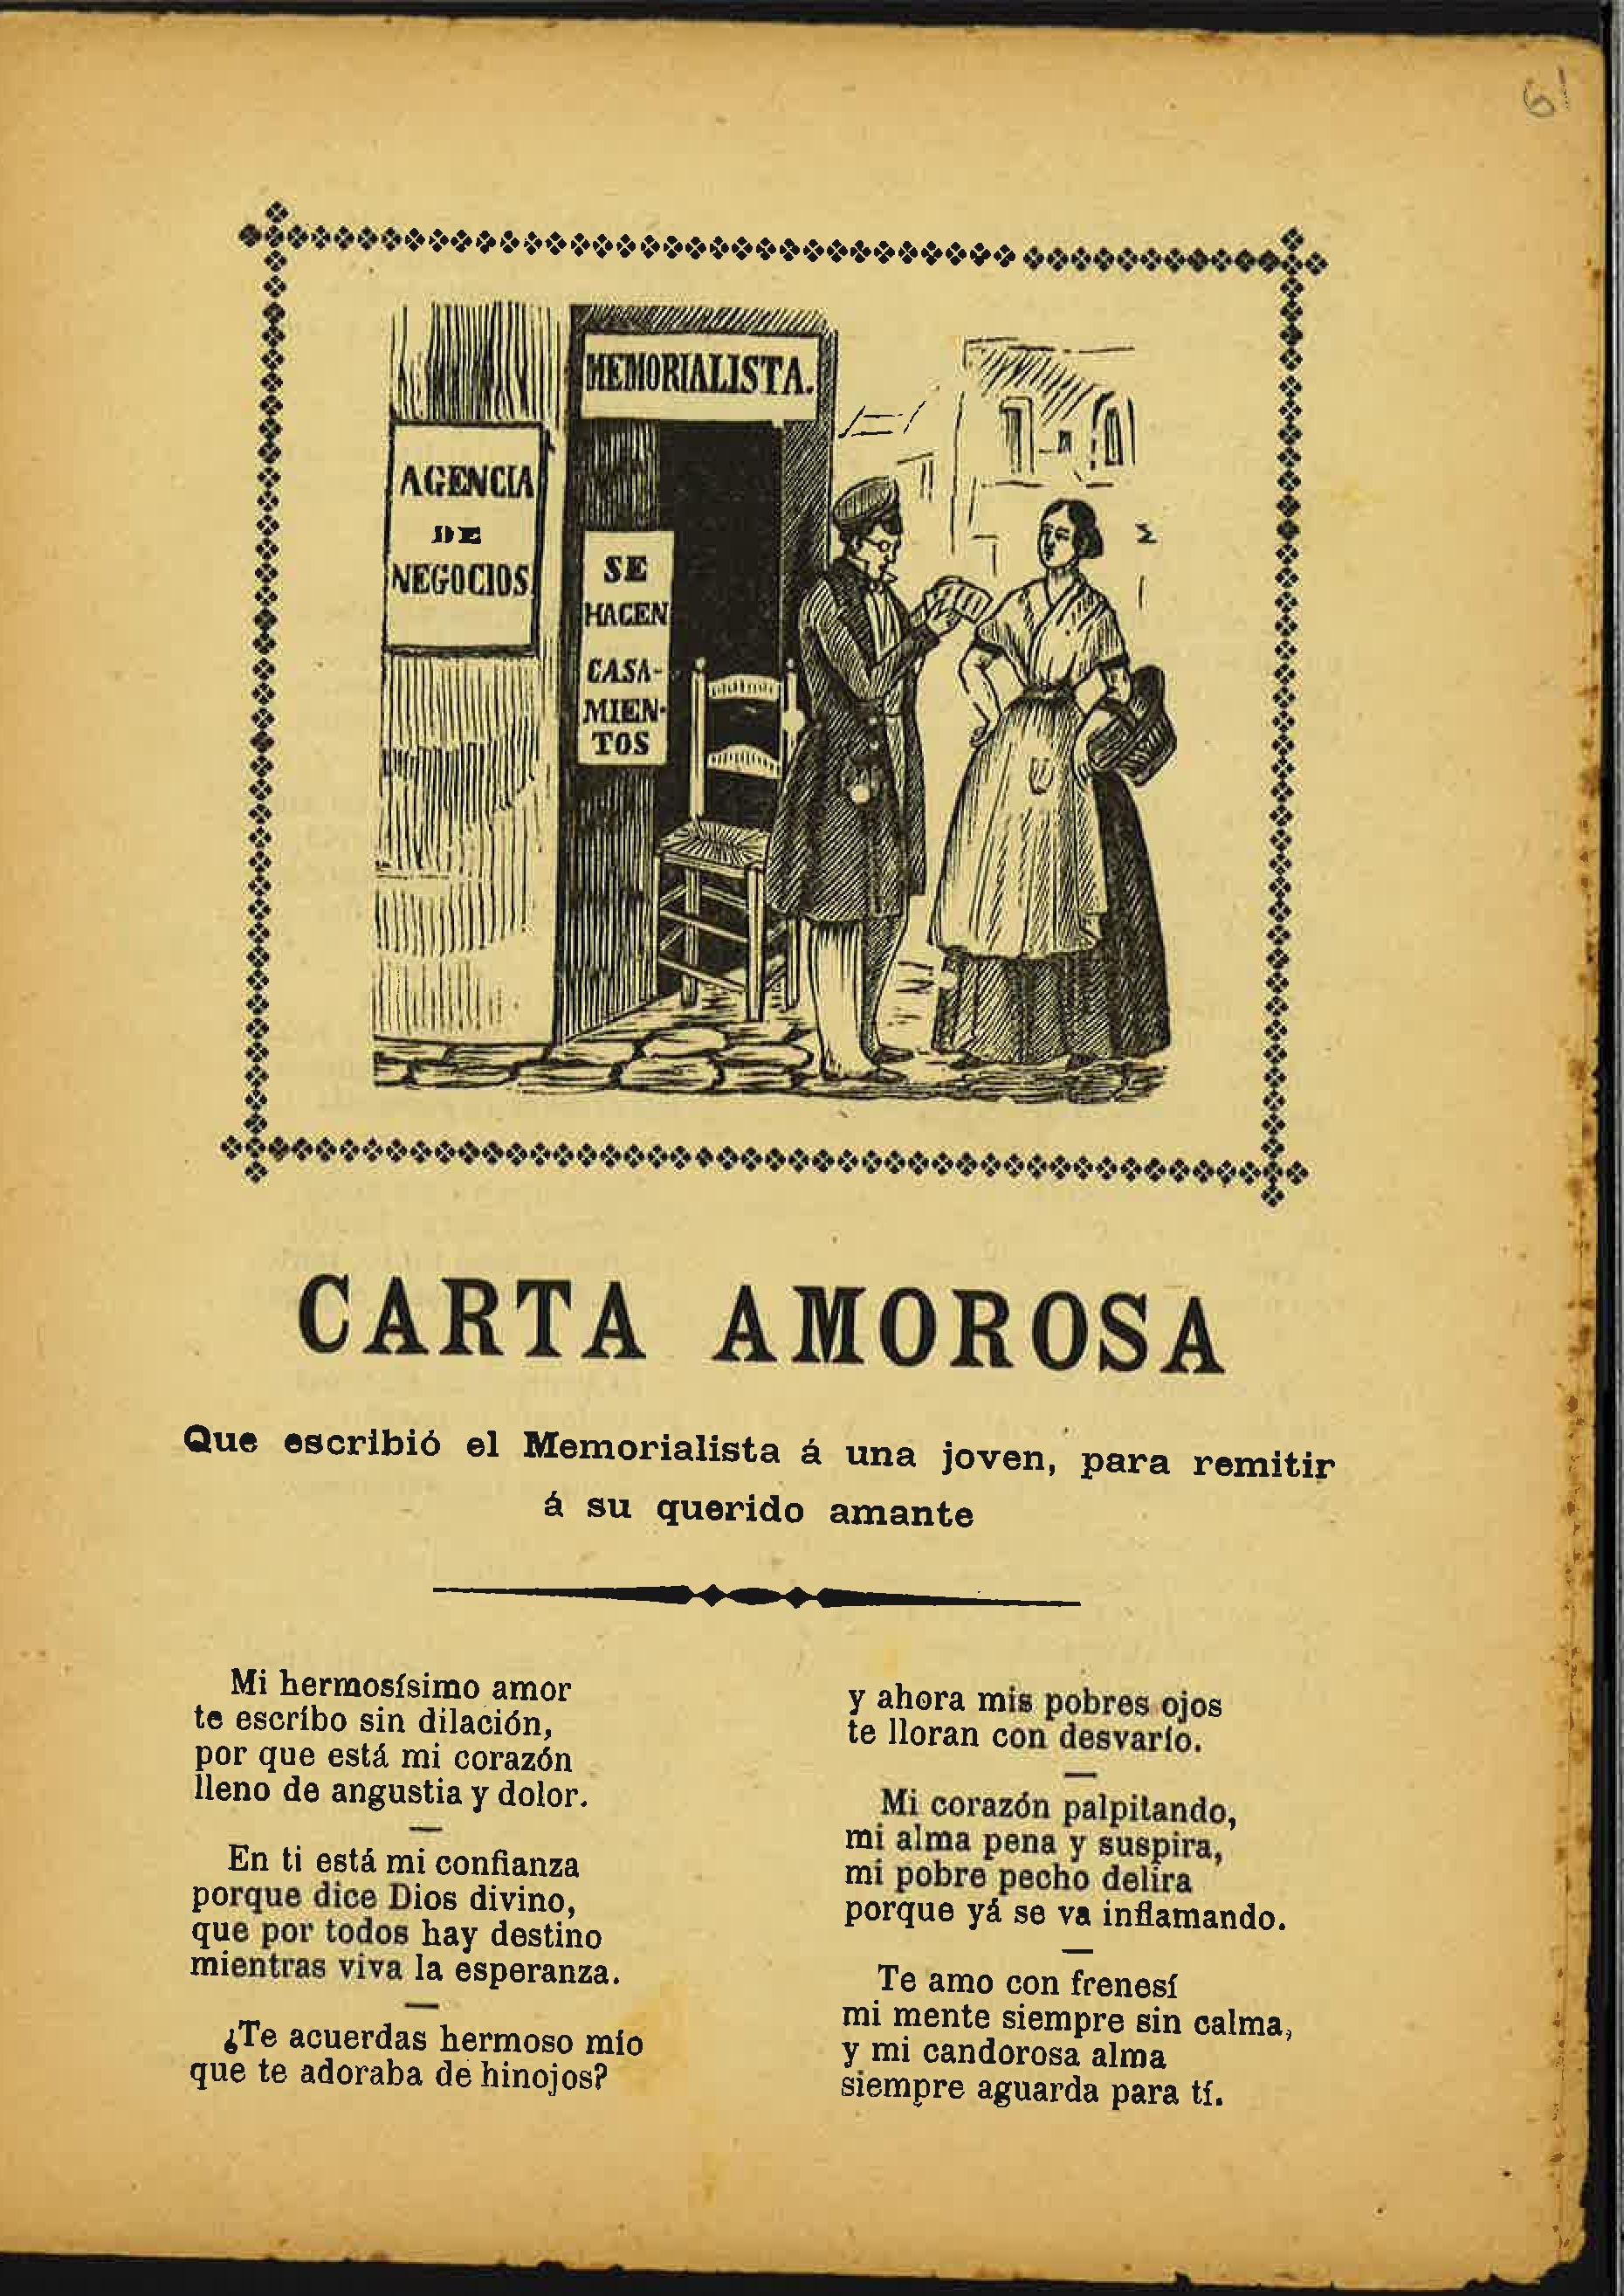 19
MEMORIALISTA.
AGENCIA
DE
NEGOCIOS
SE
HACEN
CASA-
MIEN-
TOS
CARTA AMOROSA
Que escribió el Memorialista á una joven, para remitir
á su querido amante
Mi hermosísimo amor
te escribo sin dilación,
por que está mi corazón
lleno de angustia y dolor.
En ti está mi confianza
porque dice Dios divino,
que por todos hay destino
mientras viva la esperanza.
¿Te acuerdas hermoso mío
que te adoraba de hinojos?
y ahora mis pobres ojos
te lloran con desvarío.
Mi corazón palpitando,
mi alma pena y suspira,
mi pobre pecho delira
porque yá se va inflamando.
Te amo con frenesí
mi mente siempre sin calma,
y mi candorosa alma
siempre aguarda para tí.